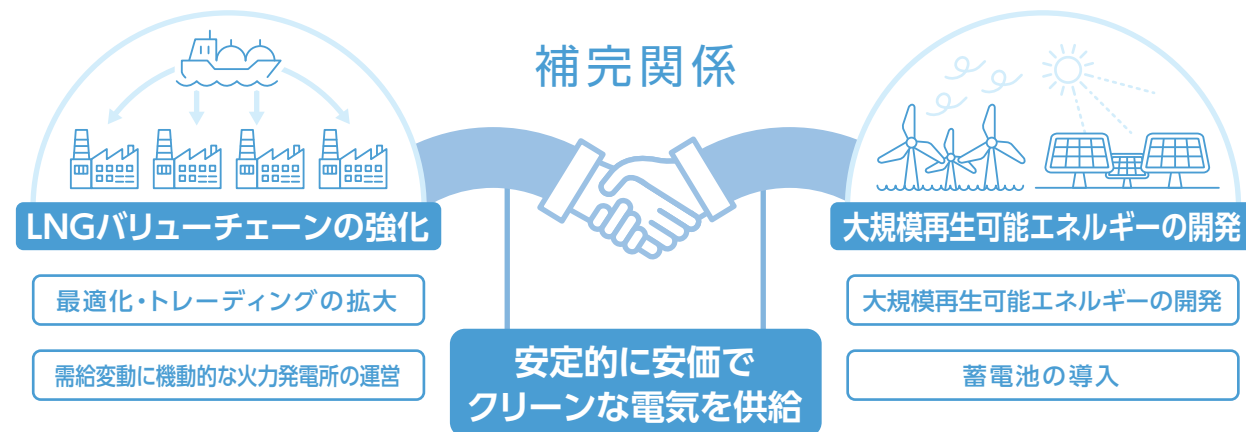 補完関係
LNGバリューチェーンの強化
最適化・トレーディングの拡大
需給変動に機動的な火力発電所の運営
大規模再生可能エネルギーの開発
大規模再生可能エネルギーの開発
蓄電池の導入
安定的に安価で
クリーンな電気を供給